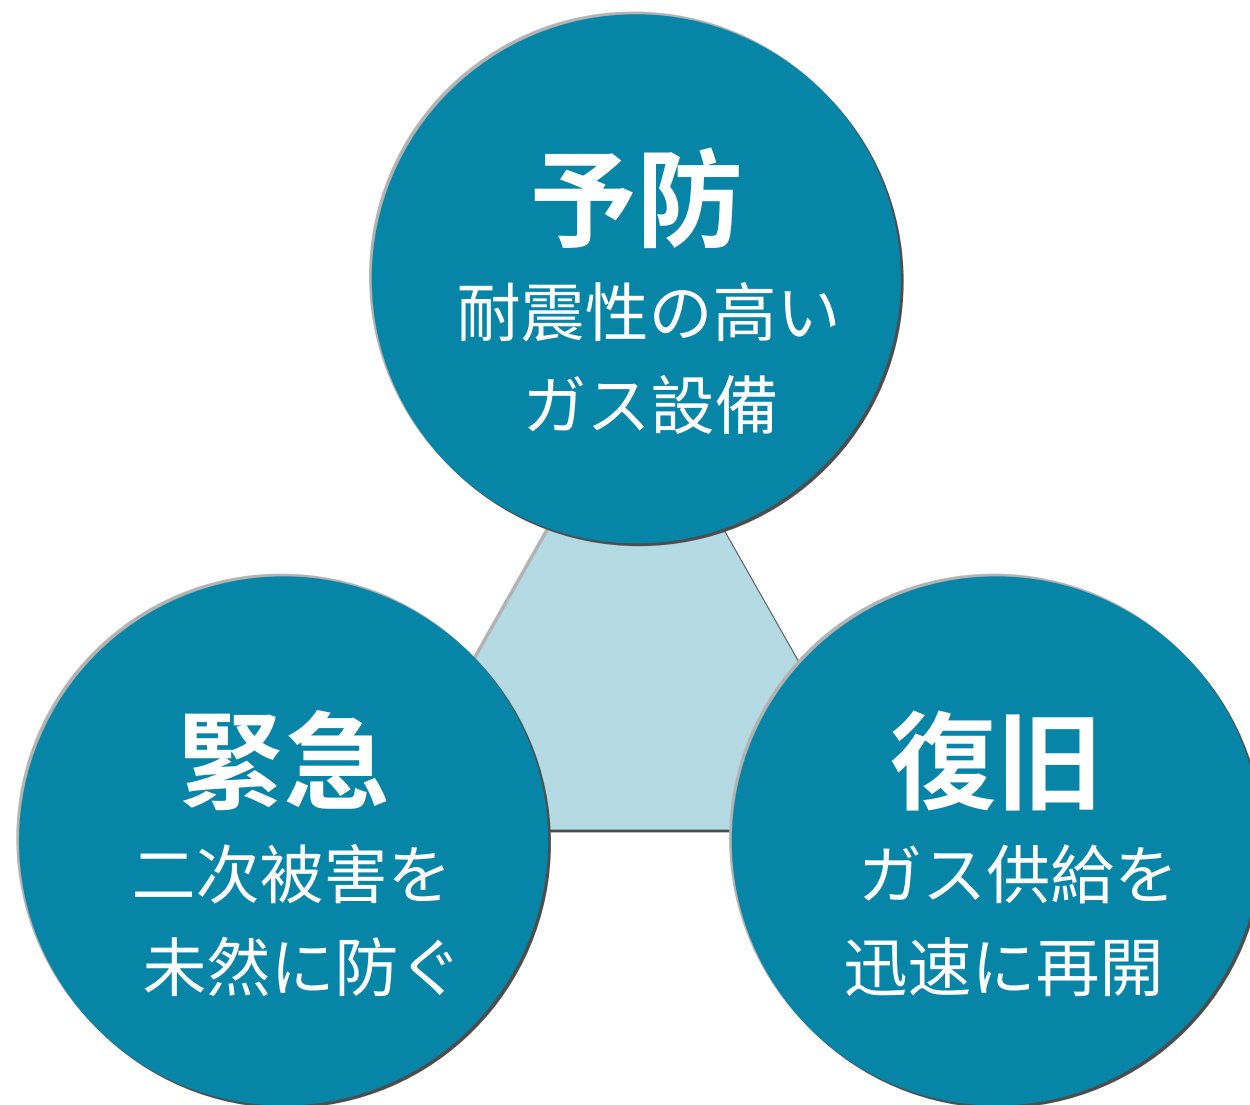 予防
耐震性の高い
ガス設備
緊急
二次被害を
未然に防ぐ
復旧
ガス供給を
迅速に再開